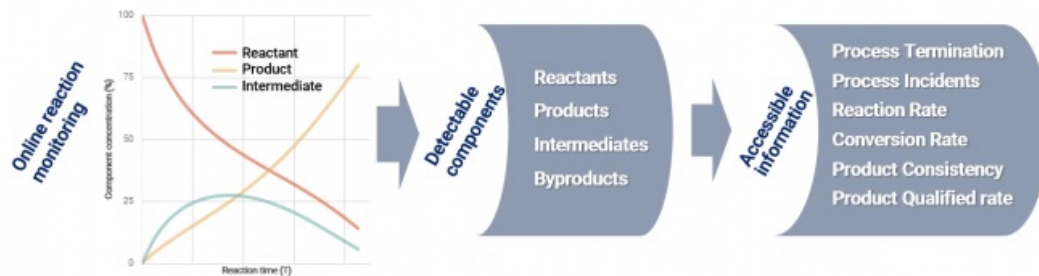 Online reaction
monitoring
Component concentration (%)
100
75
50
25
0
Reactant
Product
Intermediate
Reaction time (T)
Detectable
components
Reactants
Products
Intermediates
Byproducts
Accessible
information
Process Termination
Process Incidents
Reaction Rate
Conversion Rate
Product Consistency
Product Qualified rate